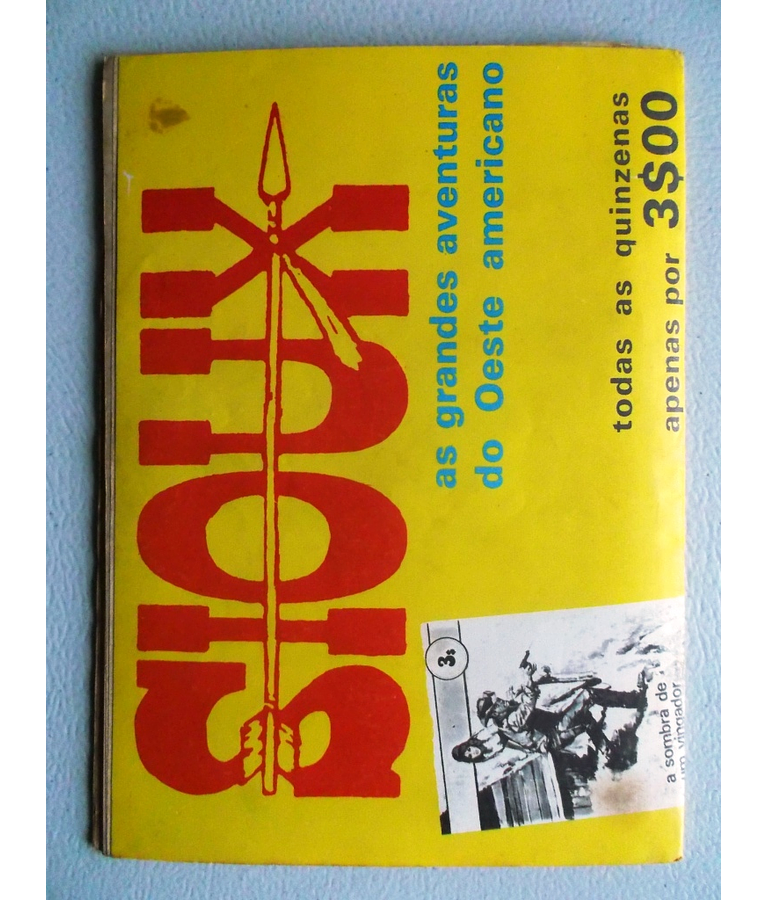 SIOUX
as grandes aventuras
do Oeste americano
todas as quinzenas
apenas por 3$00
3$
a sombra de
um vingador